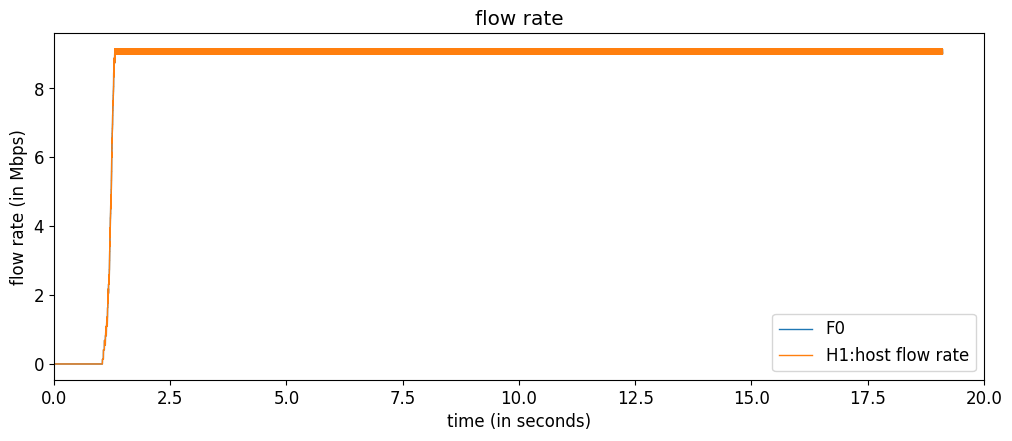 flow rate
flow rate (in Mbps)
8
6
4
2
0
F0
H1:host flow rate
0.0 2.5 5.0 7.5 10.0 12.5 15.0 17.5 20.0
time (in seconds)